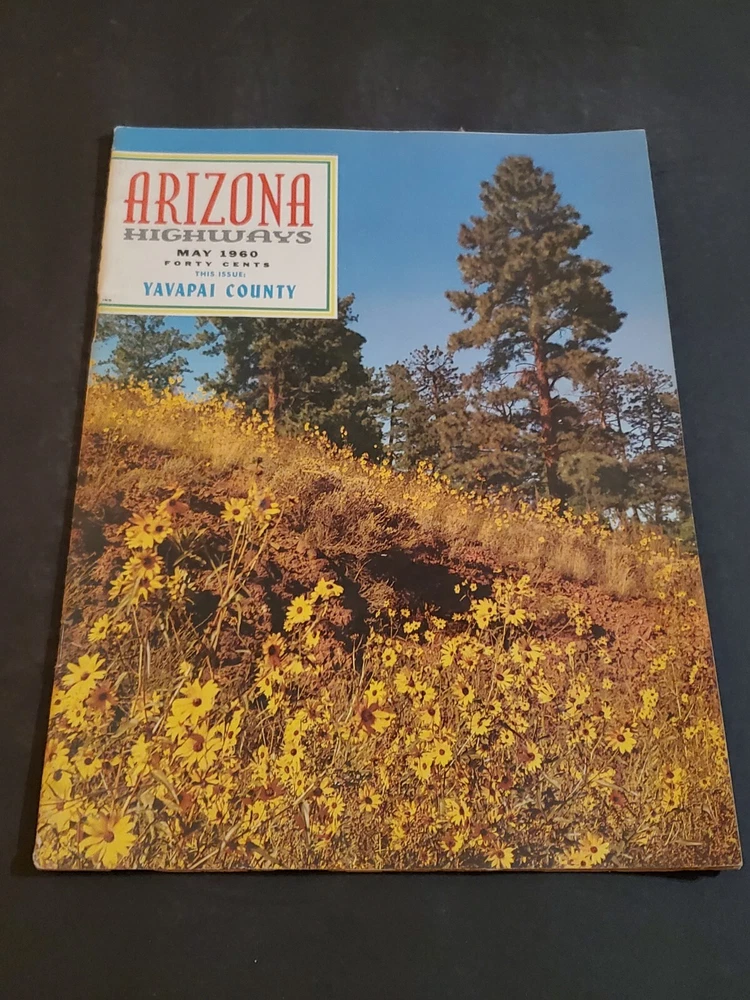 ARIZONA
HIGHWAYS
MAY 1960
FORTY CENTS
THIS ISSUE:
YAVAPAI COUNTY